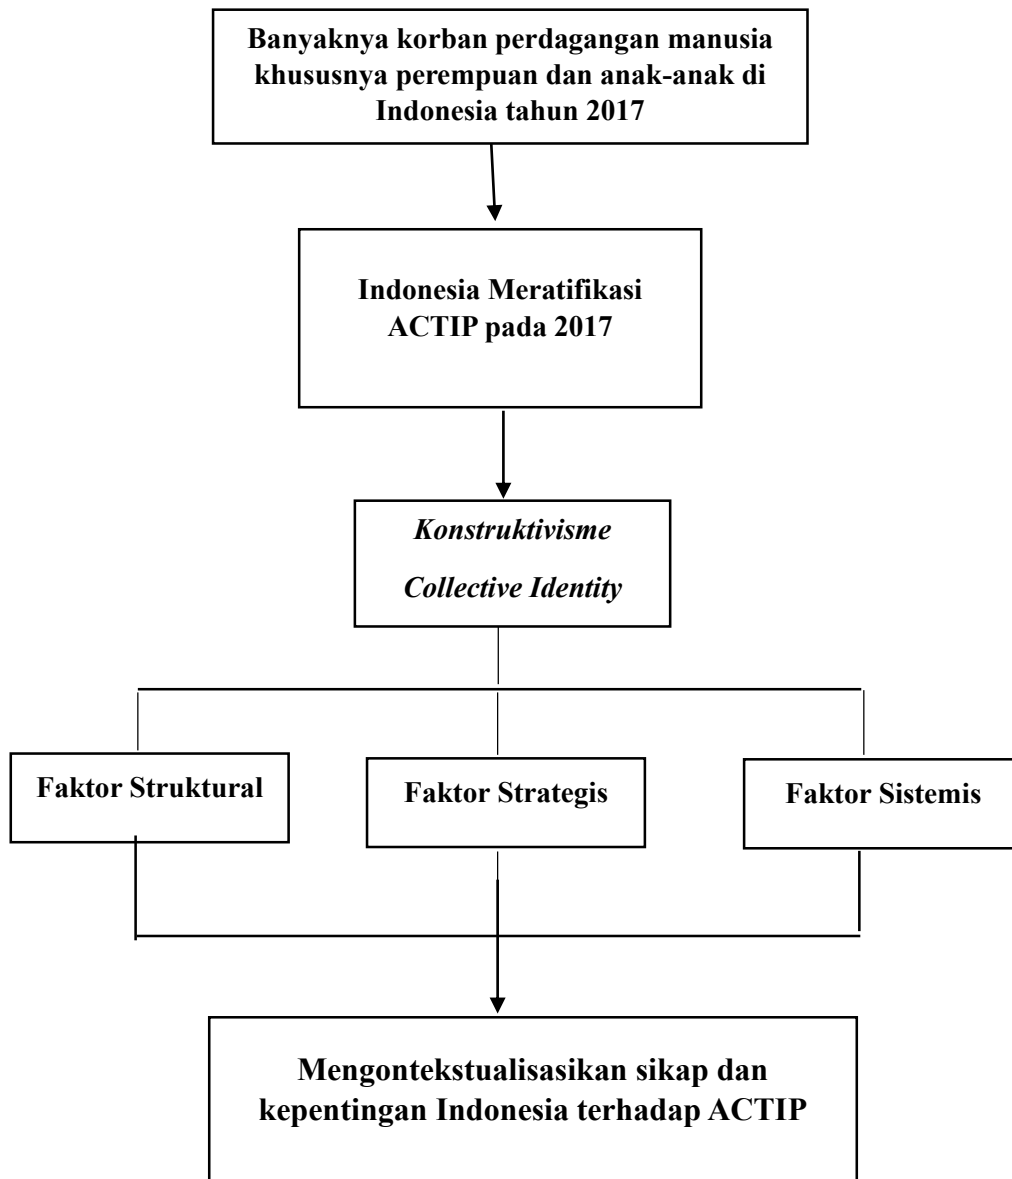 Banyaknya korban perdagangan manusia
khususnya perempuan dan anak-anak di
Indonesia tahun 2017
Indonesia Meratifikasi
ACTIP pada 2017
Konstruktivisme
Collective Identity
Faktor Struktural
Faktor Strategis
Faktor Sistemis
Mengontekstualisasikan sikap dan
kepentingan Indonesia terhadap ACTIP